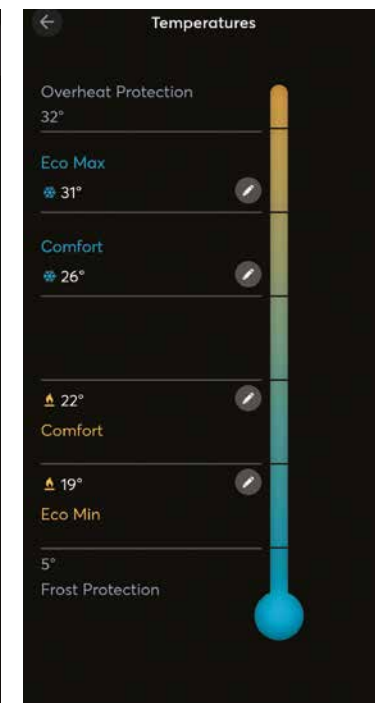 Temperatures
Overheat Protection
32°
Eco Max
31°
Comfort
26°
22°
Comfort
19°
Eco Min
5°
Frost Protection